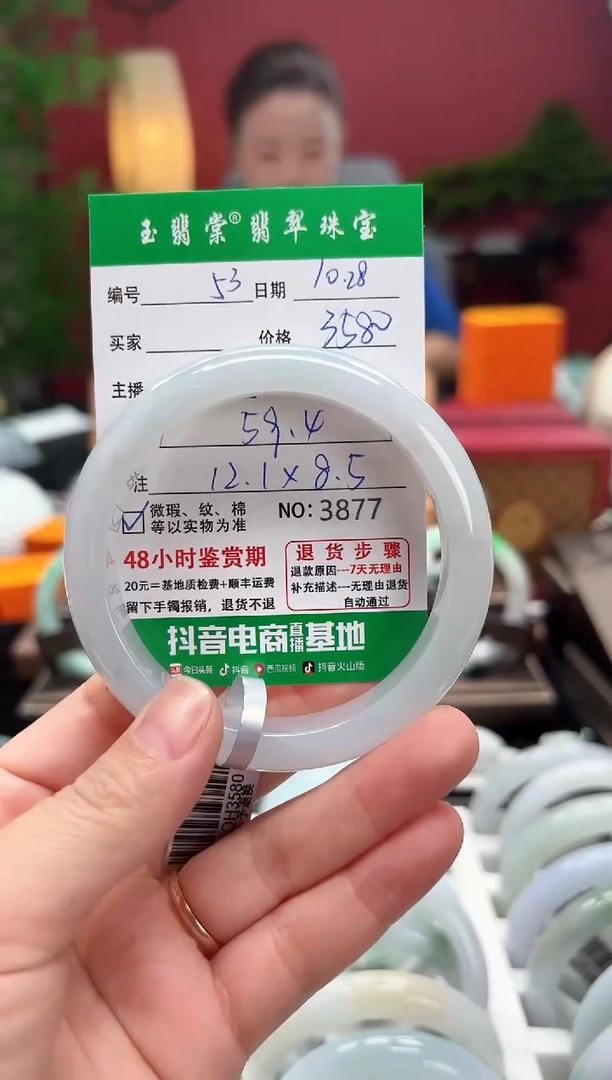 玉翡棠®翡翠珠宝
编号 53 日期 10.28
买家 价格 3580
主播
59.4
注 12.1×8.5
微瑕、纹、棉
等以实物为准
NO:3877
48小时鉴赏期
20元=基地质检费+顺丰运费
留下手镯报销，退货不退
退货步骤
退款原因---7天无理由
补充描述---无理由退货
自动通过
抖音电商直播基地
头条 今日头条 抖音 西瓜视频 抖音火山版
0H3580